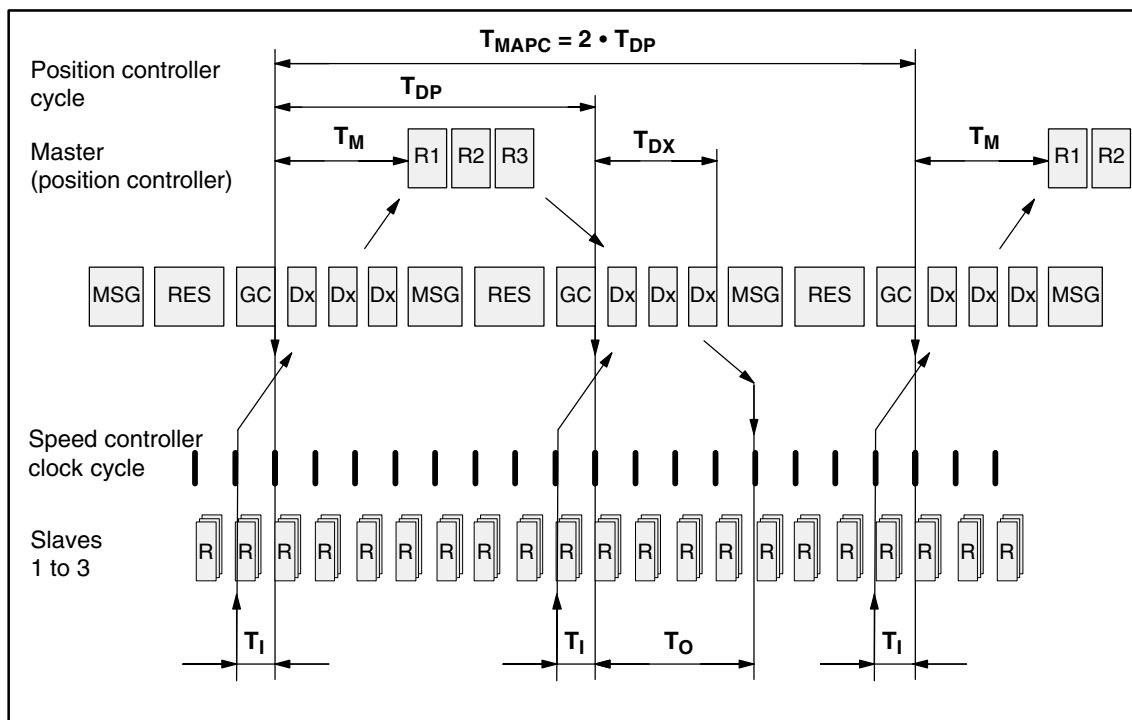 T_MAPC = 2 • T_DP
Position controller
cycle
T_DP
Master
(position controller)
T_M
R1 R2 R3
T_DX
T_M
R1 R2
MSG RES GC Dx Dx Dx MSG RES GC Dx Dx Dx MSG RES GC Dx Dx Dx MSG
Speed controller
clock cycle
Slaves
1 to 3
R R R R R R R R R R R R R R R R R R R R R
T_I T_I T_O T_I